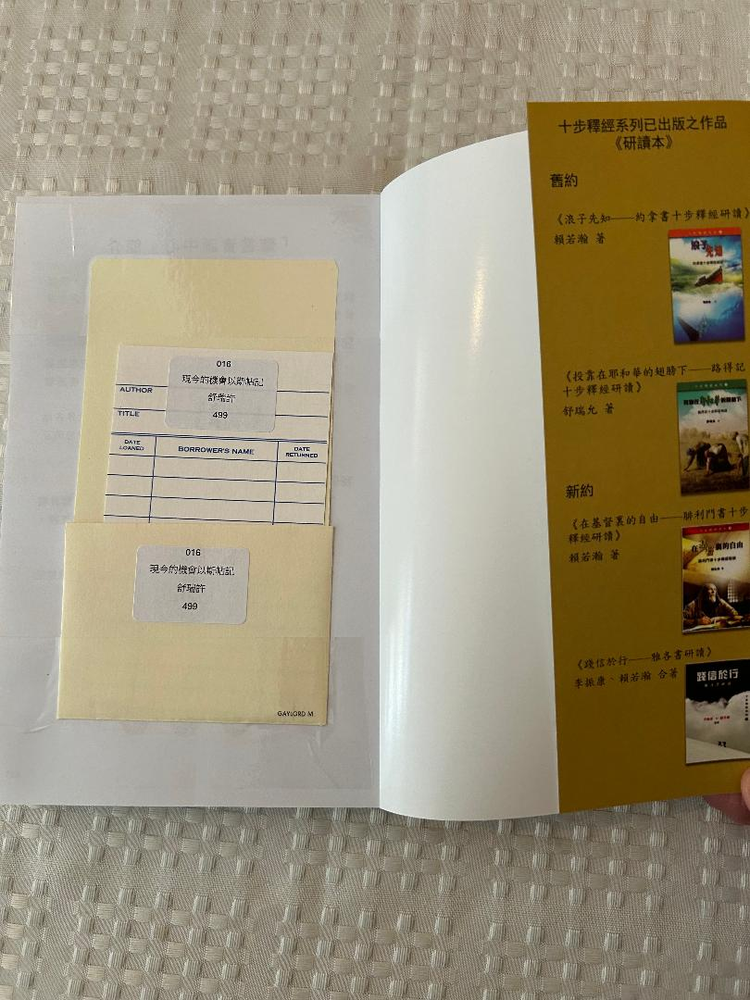 016
現今的機會以斯帖記
舒瑞許
499
AUTHOR
TITLE
DATE LOANED
BORROWER'S NAME
DATE RETURNED
016
現今的機會以斯帖記
舒瑞許
499
GAYLORD M
十步釋經系列已出版之作品
《研讀本》
舊約
《浪子先知——約拿書十步釋經研讀》
賴若瀚 著
浪子先知
《投靠在耶和華的翅膀下——路得記
十步釋經研讀》
舒瑞允 著
新約
《在基督裏的自由——腓利門書十步
釋經研讀》
賴若瀚 著
《踐信於行——雅各書研讀》
李振康、賴若瀚 合著
踐信於行